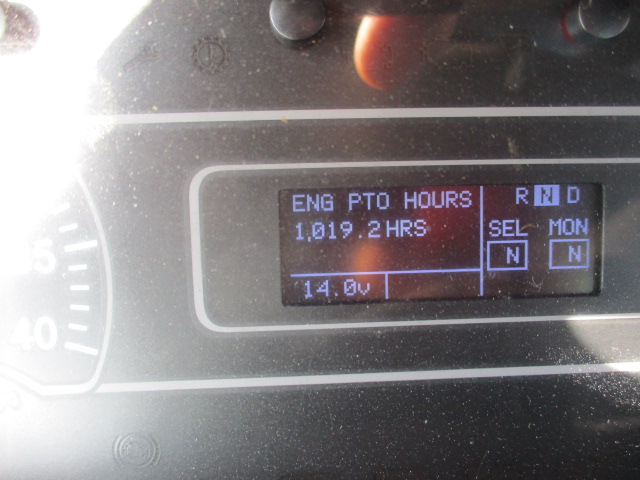 ENG PTO HOURS
1,019.2 HRS
14.0v
R N D
SEL MON
N N
5
40